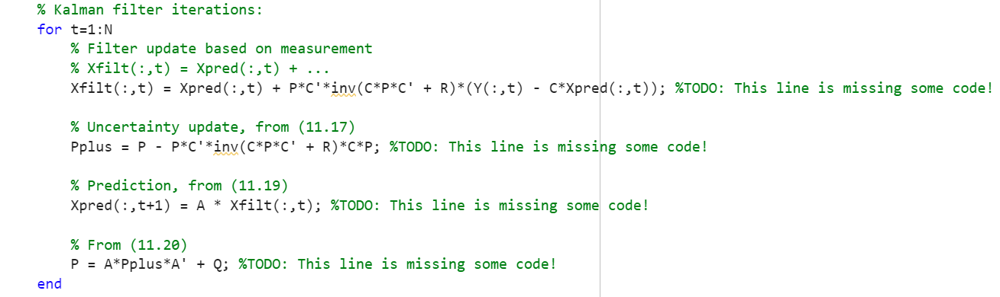 % Kalman filter iterations:
for t=1:N
% Filter update based on measurement
% Xfilt(:,t) = Xpred(:,t) + ...
Xfilt(:,t) = Xpred(:,t) + P*C'*inv(C*P*C' + R)*(Y(:,t) - C*Xpred(:,t)); %TODO: This line is missing some code!
% Uncertainty update, from (11.17)
Pplus = P - P*C'*inv(C*P*C' + R)*C*P; %TODO: This line is missing some code!
% Prediction, from (11.19)
Xpred(:,t+1) = A * Xfilt(:,t); %TODO: This line is missing some code!
% From (11.20)
P = A*Pplus*A' + Q; %TODO: This line is missing some code!
end